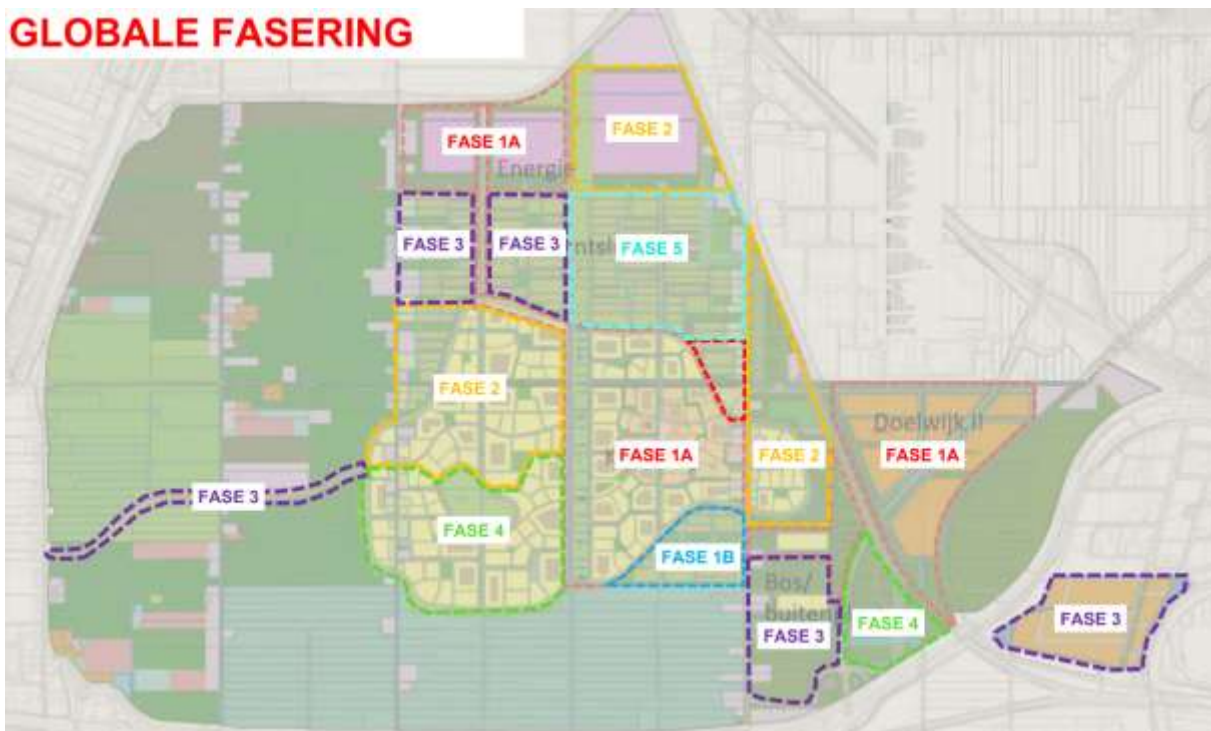 GLOBALE FASERING
FASE 2
FASE 1A
Energie
FASE 3
FASE 3
FASE 5
FASE 2
Doelwijk II
FASE 1A
FASE 2
FASE 1A
FASE 3
FASE 4
FASE 1B
Bos/
buiten
FASE 3
FASE 4
FASE 3